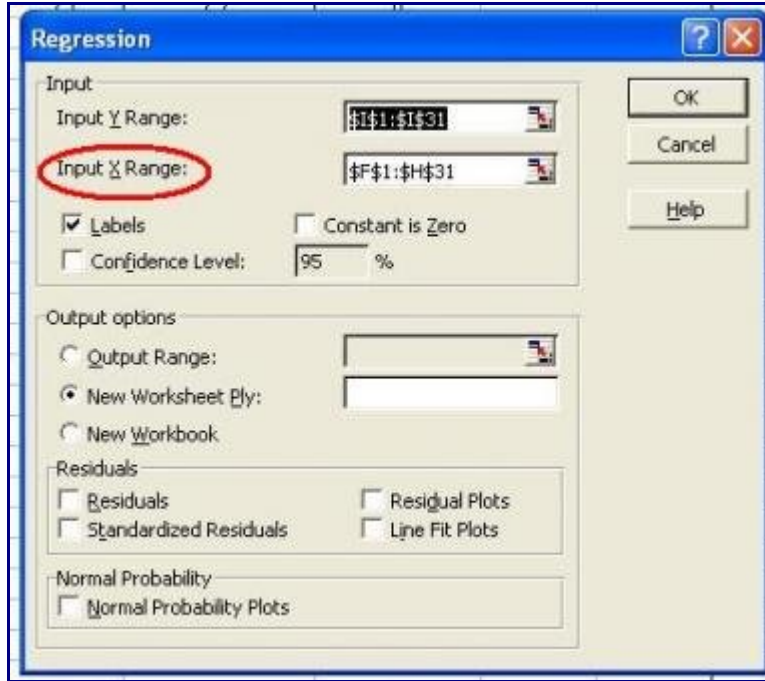 Regression
Input
Input Y Range: $I$1:$I$31
Input X Range: $F$1:$H$31
Labels Constant is Zero
Confidence Level: 95 %
OK
Cancel
Help
Output options
Output Range:
New Worksheet Ply:
New Workbook
Residuals
Residuals Residual Plots
Standardized Residuals Line Fit Plots
Normal Probability
Normal Probability Plots